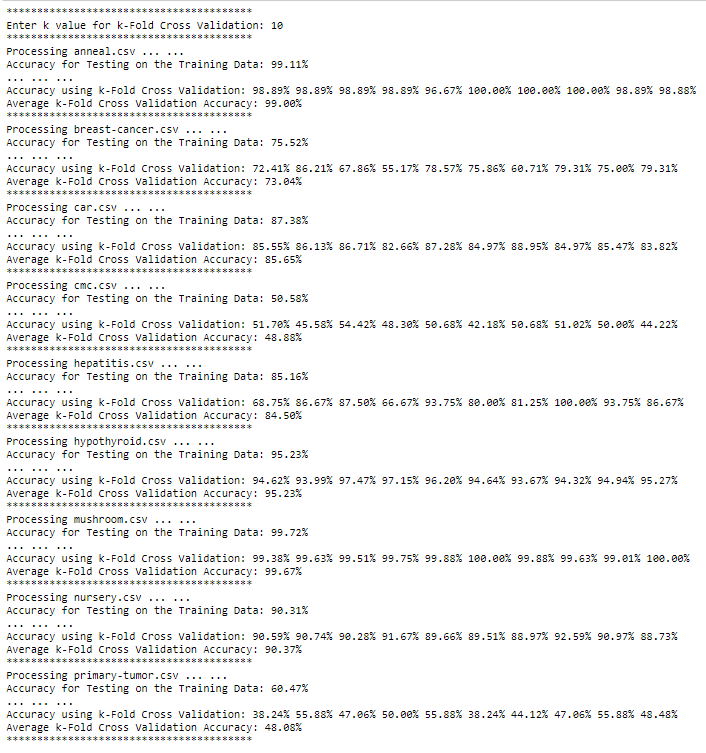 ****************************************
Enter k value for k-Fold Cross Validation: 10
****************************************
Processing anneal.csv ... ...
Accuracy for Testing on the Training Data: 99.11%
... ... ...
Accuracy using k-Fold Cross Validation: 98.89% 98.89% 98.89% 98.89% 96.67% 100.00% 100.00% 100.00% 98.89% 98.88%
Average k-Fold Cross Validation Accuracy: 99.00%
****************************************
Processing breast-cancer.csv ... ...
Accuracy for Testing on the Training Data: 75.52%
... ... ...
Accuracy using k-Fold Cross Validation: 72.41% 86.21% 67.86% 55.17% 78.57% 75.86% 60.71% 79.31% 75.00% 79.31%
Average k-Fold Cross Validation Accuracy: 73.04%
****************************************
Processing car.csv ... ...
Accuracy for Testing on the Training Data: 87.38%
... ... ...
Accuracy using k-Fold Cross Validation: 85.55% 86.13% 86.71% 82.66% 87.28% 84.97% 88.95% 84.97% 85.47% 83.82%
Average k-Fold Cross Validation Accuracy: 85.65%
****************************************
Processing cmc.csv ... ...
Accuracy for Testing on the Training Data: 50.58%
... ... ...
Accuracy using k-Fold Cross Validation: 51.70% 45.58% 54.42% 48.30% 50.68% 42.18% 50.68% 51.02% 50.00% 44.22%
Average k-Fold Cross Validation Accuracy: 48.88%
****************************************
Processing hepatitis.csv ... ...
Accuracy for Testing on the Training Data: 85.16%
... ... ...
Accuracy using k-Fold Cross Validation: 68.75% 86.67% 87.50% 66.67% 93.75% 80.00% 81.25% 100.00% 93.75% 86.67%
Average k-Fold Cross Validation Accuracy: 84.50%
****************************************
Processing hypothyroid.csv ... ...
Accuracy for Testing on the Training Data: 95.23%
... ... ...
Accuracy using k-Fold Cross Validation: 94.62% 93.99% 97.47% 97.15% 96.20% 94.64% 93.67% 94.32% 94.94% 95.27%
Average k-Fold Cross Validation Accuracy: 95.23%
****************************************
Processing mushroom.csv ... ...
Accuracy for Testing on the Training Data: 99.72%
... ... ...
Accuracy using k-Fold Cross Validation: 99.38% 99.63% 99.51% 99.75% 99.88% 100.00% 99.88% 99.63% 99.01% 100.00%
Average k-Fold Cross Validation Accuracy: 99.67%
****************************************
Processing nursery.csv ... ...
Accuracy for Testing on the Training Data: 90.31%
... ... ...
Accuracy using k-Fold Cross Validation: 90.59% 90.74% 90.28% 91.67% 89.66% 89.51% 88.97% 92.59% 90.97% 88.73%
Average k-Fold Cross Validation Accuracy: 90.37%
****************************************
Processing primary-tumor.csv ... ...
Accuracy for Testing on the Training Data: 60.47%
... ... ...
Accuracy using k-Fold Cross Validation: 38.24% 55.88% 47.06% 50.00% 55.88% 38.24% 44.12% 47.06% 55.88% 48.48%
Average k-Fold Cross Validation Accuracy: 48.08%
****************************************